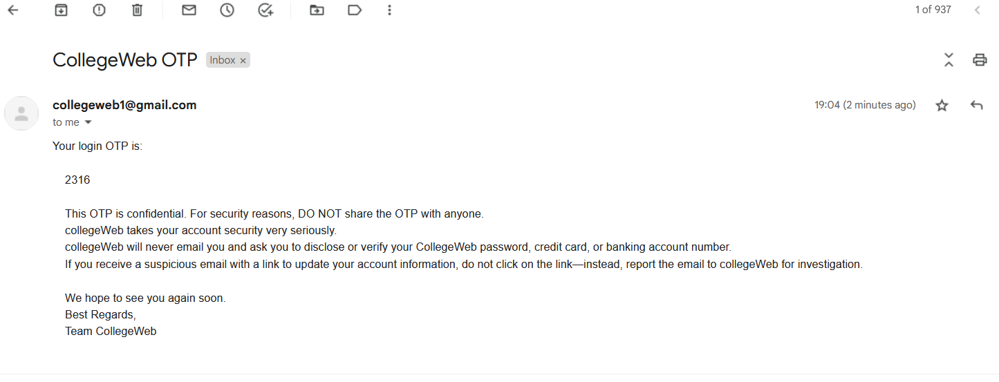 1 of 937
CollegeWeb OTP Inbox ×
collegeweb1@gmail.com 19:04 (2 minutes ago)
to me
Your login OTP is:
2316
This OTP is confidential. For security reasons, DO NOT share the OTP with anyone.
collegeWeb takes your account security very seriously.
collegeWeb will never email you and ask you to disclose or verify your CollegeWeb password, credit card, or banking account number.
If you receive a suspicious email with a link to update your account information, do not click on the link—instead, report the email to collegeWeb for investigation.
We hope to see you again soon.
Best Regards,
Team CollegeWeb